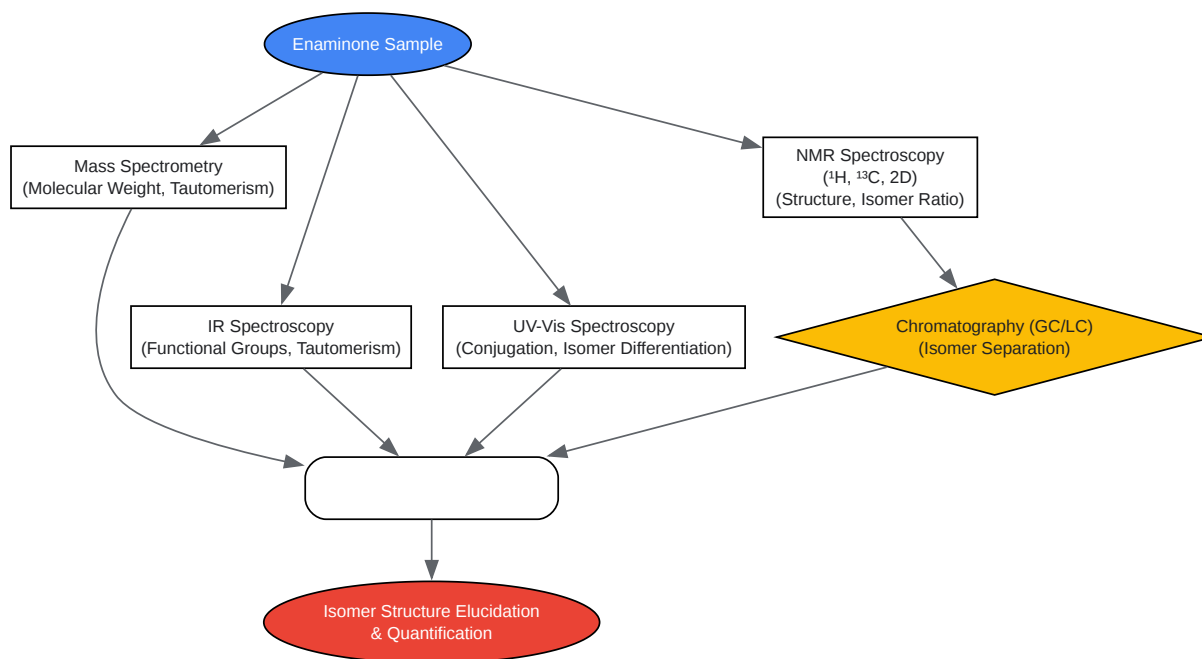 Enaminone Sample
Mass Spectrometry
(Molecular Weight, Tautomerism)
NMR Spectroscopy
(¹H, ¹³C, 2D)
(Structure, Isomer Ratio)
IR Spectroscopy
(Functional Groups, Tautomerism)
UV-Vis Spectroscopy
(Conjugation, Isomer Differentiation)
Chromatography (GC/LC)
(Isomer Separation)
Isomer Structure Elucidation
& Quantification